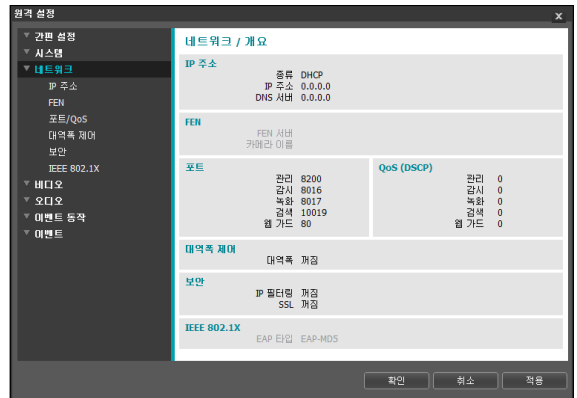 원격 설정
x
간편 설정
시스템
네트워크
IP 주소
FEN
포트/QoS
대역폭 제어
보안
IEEE 802.1X
비디오
오디오
이벤트 동작
이벤트
네트워크 / 개요
IP 주소
종류 DHCP
IP 주소 0.0.0.0
DNS 서버 0.0.0.0
FEN
FEN 서버
카메라 이름
포트
관리 8200
감시 8016
녹화 8017
검색 10019
웹 가드 80
QoS (DSCP)
관리 0
감시 0
녹화 0
검색 0
웹 가드 0
대역폭 제어
대역폭 꺼짐
보안
IP 필터링 꺼짐
SSL 꺼짐
IEEE 802.1X
EAP 타입 EAP-MD5
확인
취소
적용